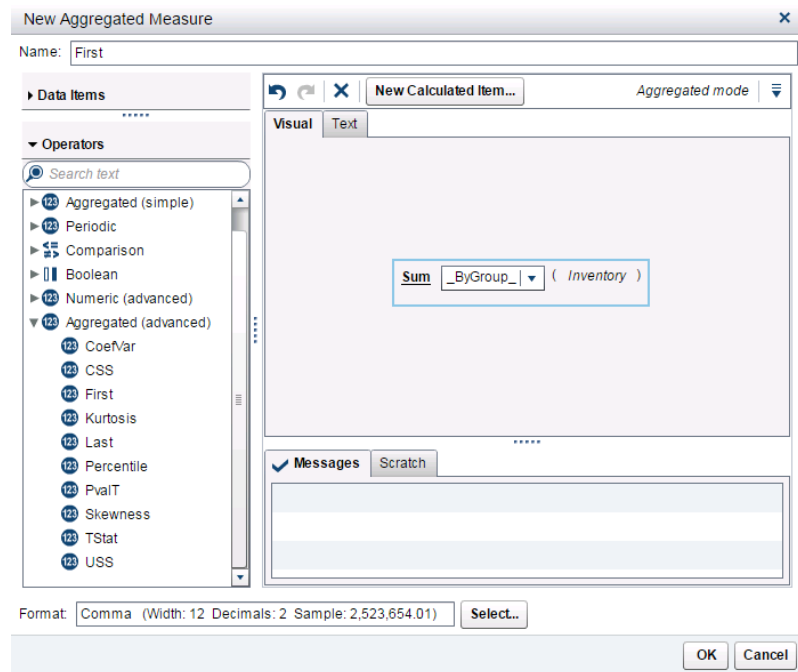 New Aggregated Measure
Name: First
Data Items
New Calculated Item... Aggregated mode
Visual Text
Operators
Search text
Aggregated (simple)
Periodic
Comparison
Boolean
Numeric (advanced)
Aggregated (advanced)
CoefVar
CSS
First
Kurtosis
Last
Percentile
PvalT
Skewness
TStat
USS
Sum _ByGroup_ ( Inventory )
Messages Scratch
Format: Comma (Width: 12 Decimals: 2 Sample: 2,523,654.01) Select...
OK Cancel